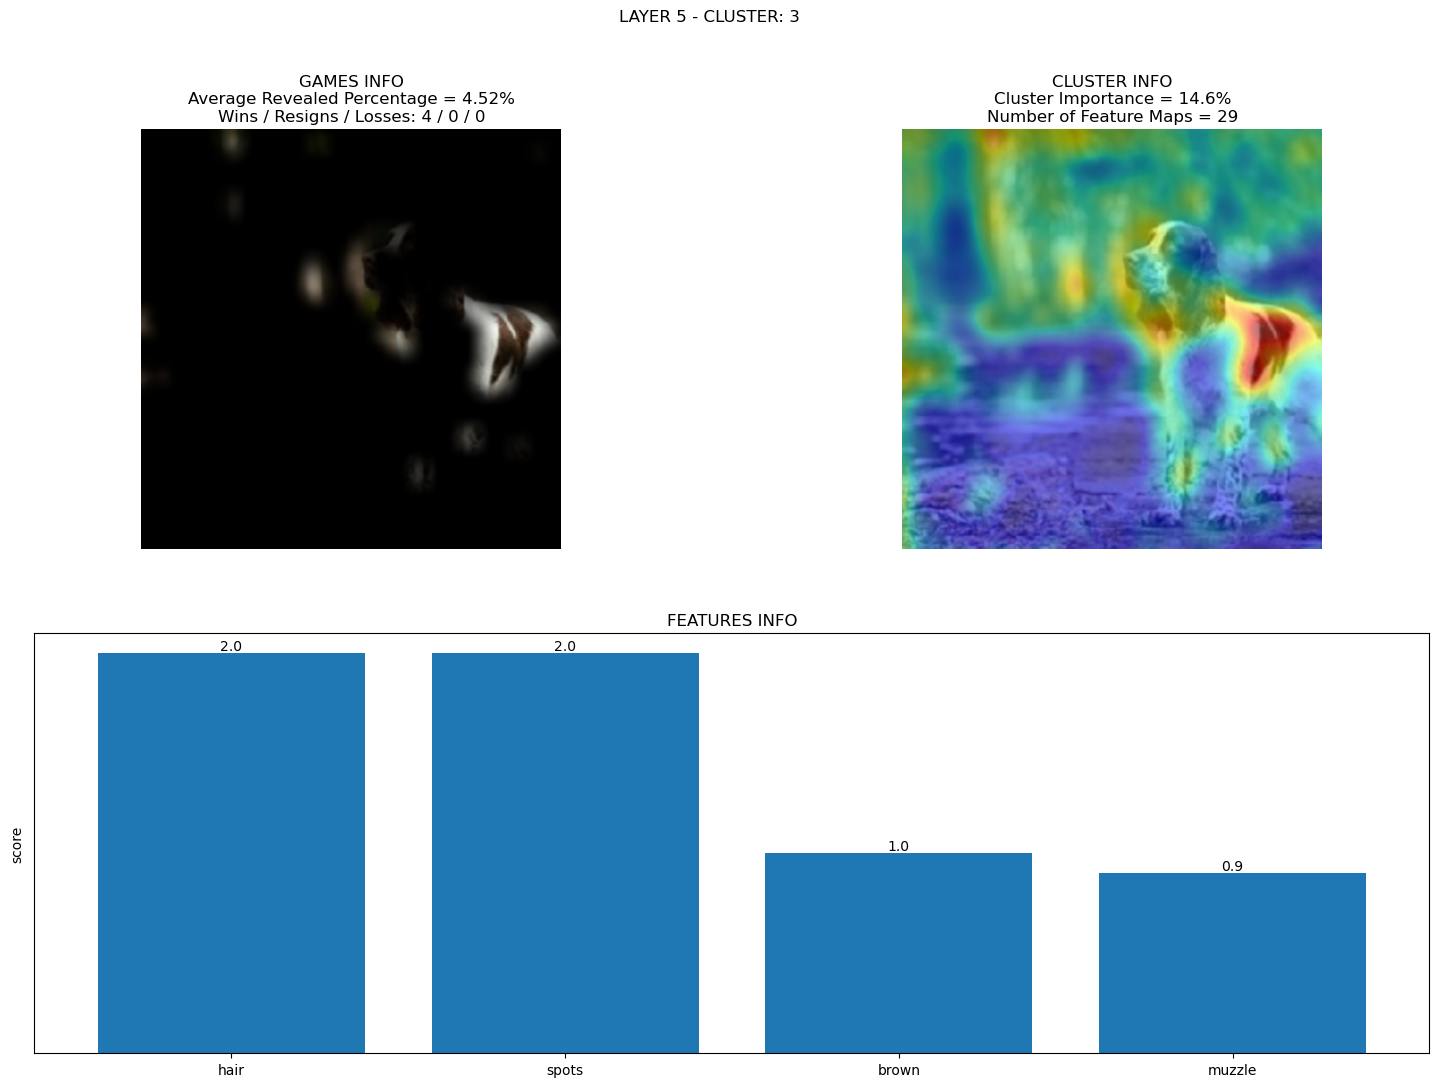 LAYER 5 - CLUSTER: 3
GAMES INFO
Average Revealed Percentage = 4.52%
Wins / Resigns / Losses: 4 / 0 / 0
CLUSTER INFO
Cluster Importance = 14.6%
Number of Feature Maps = 29
FEATURES INFO
2.0
2.0
1.0
0.9
score
hair
spots
brown
muzzle